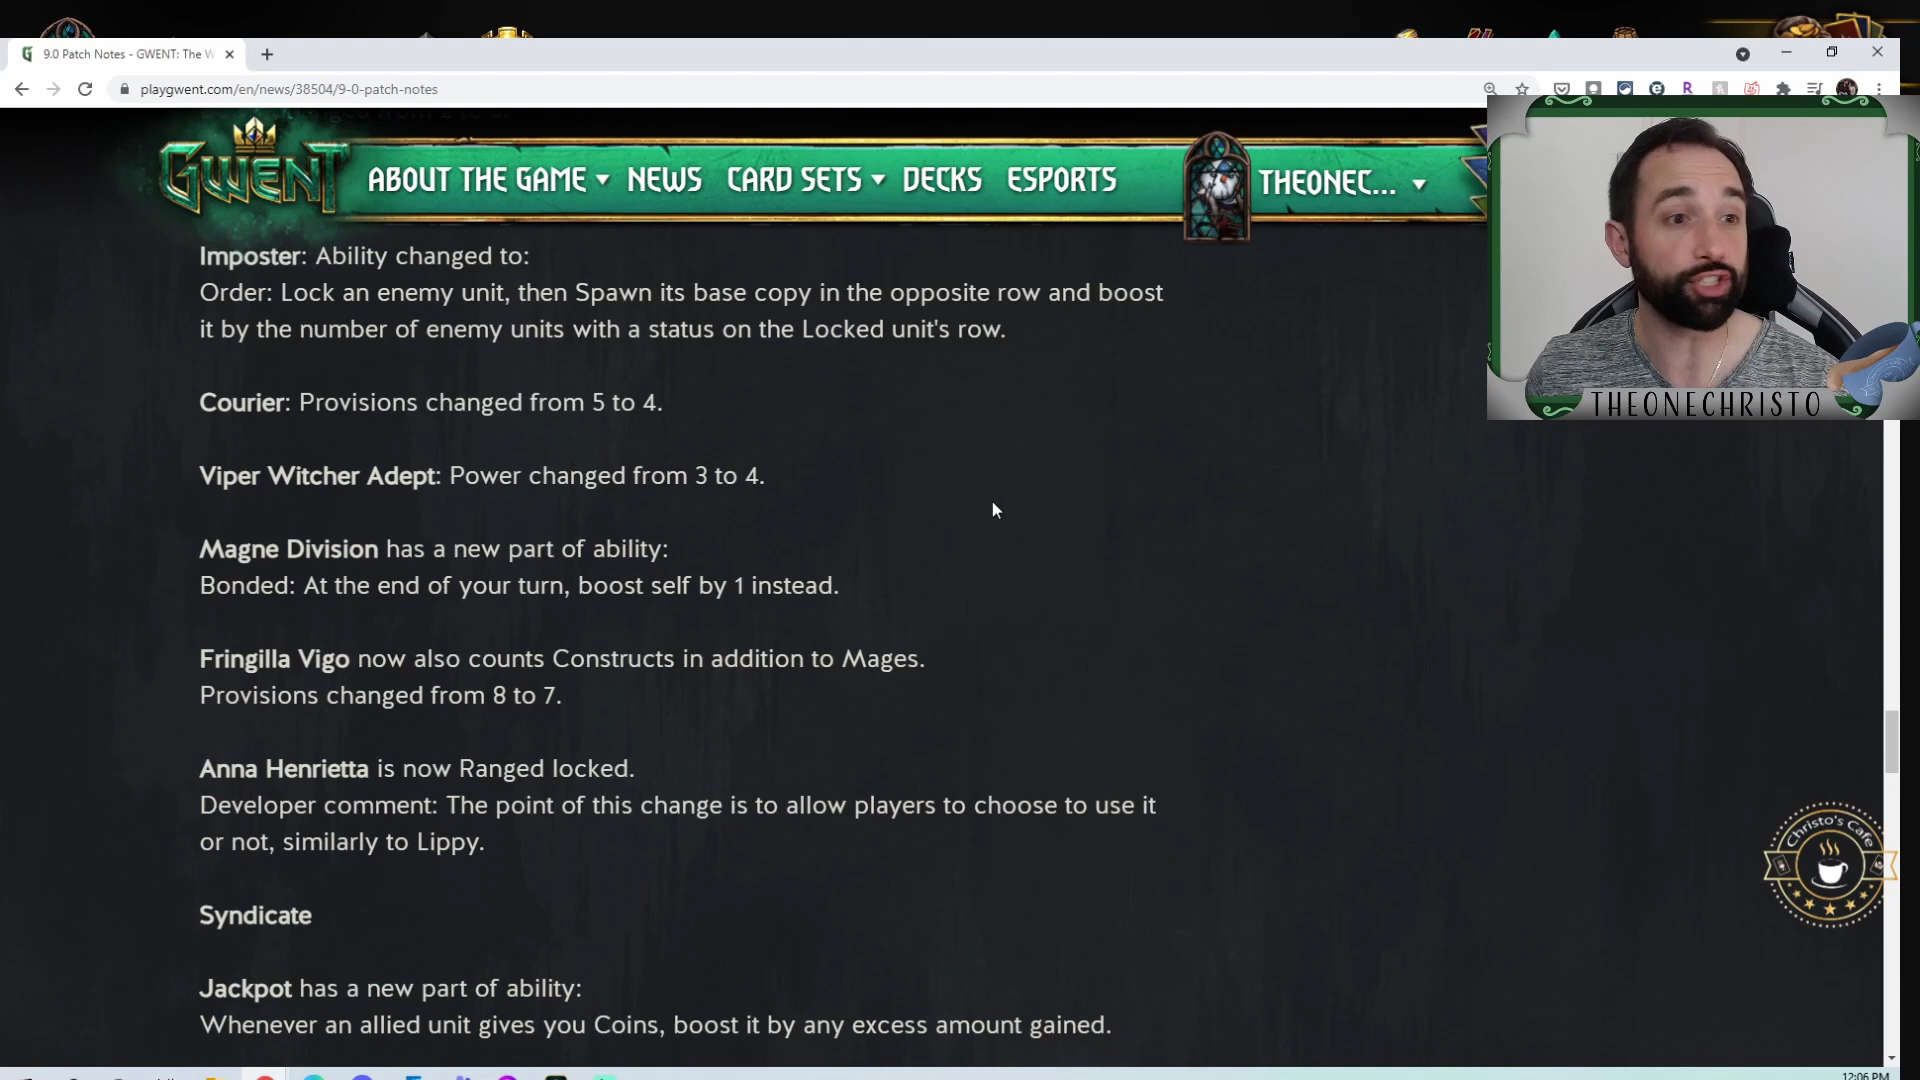 9.0 Patch Notes - GWENT: The W
playgwent.com/en/news/38504/9-0-patch-notes
GWENT
ABOUT THE GAME
NEWS
CARD SETS
DECKS
ESPORTS
THEONEC...
Imposter: Ability changed to:
Order: Lock an enemy unit, then Spawn its base copy in the opposite row and boost
it by the number of enemy units with a status on the Locked unit's row.
Courier: Provisions changed from 5 to 4.
Viper Witcher Adept: Power changed from 3 to 4.
Magne Division has a new part of ability:
Bonded: At the end of your turn, boost self by 1 instead.
Fringilla Vigo now also counts Constructs in addition to Mages.
Provisions changed from 8 to 7.
Anna Henrietta is now Ranged locked.
Developer comment: The point of this change is to allow players to choose to use it
or not, similarly to Lippy.
Syndicate
Jackpot has a new part of ability:
Whenever an allied unit gives you Coins, boost it by any excess amount gained.
THEONECHRISTO
Christo's Cafe
12:06 PM